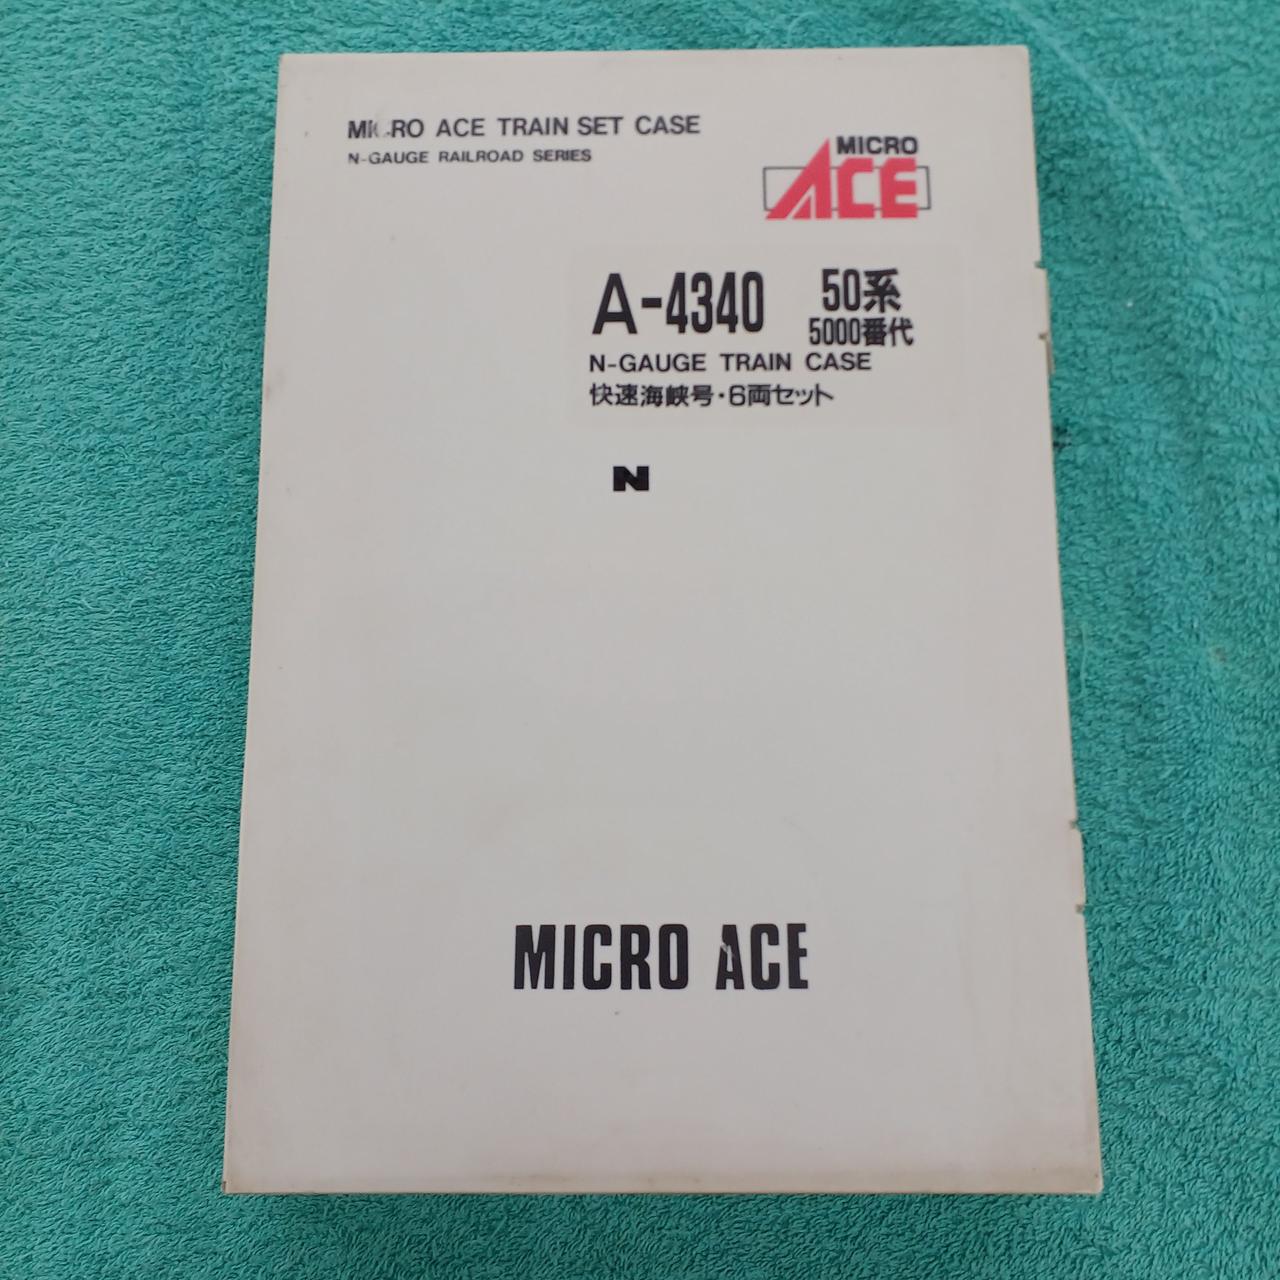 MICRO ACE TRAIN SET CASE
N-GAUGE RAILROAD SERIES
MICRO
ACE
A-4340 50系
5000番代
N-GAUGE TRAIN CASE
快速海峡号・6両セット
N
MICRO ACE